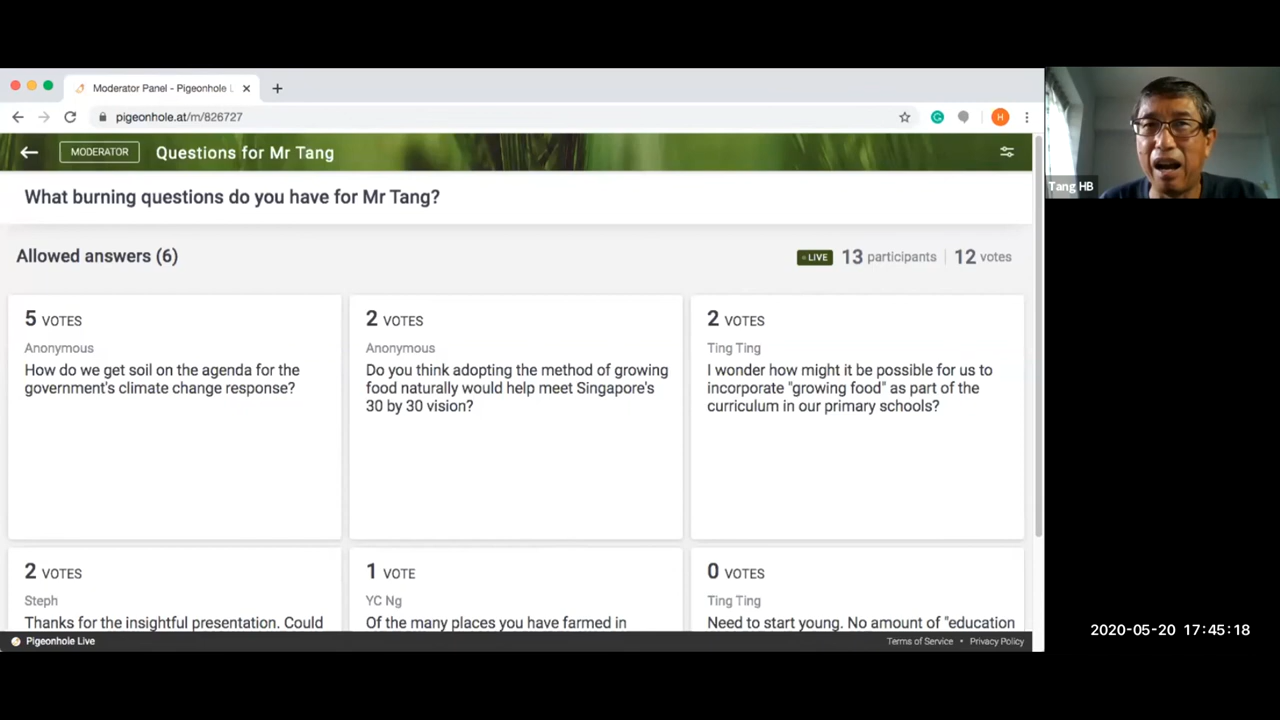 Moderator Panel - Pigeonhole L
pigeonhole.at/m/826727
H
MODERATOR
Questions for Mr Tang
Tang HB
What burning questions do you have for Mr Tang?
Allowed answers (6)
LIVE
13 participants
12 votes
5 VOTES
Anonymous
How do we get soil on the agenda for the
government's climate change response?
2 VOTES
Anonymous
Do you think adopting the method of growing
food naturally would help meet Singapore's
30 by 30 vision?
2 VOTES
Ting Ting
I wonder how might it be possible for us to
incorporate "growing food" as part of the
curriculum in our primary schools?
2 VOTES
Steph
Thanks for the insightful presentation. Could
1 VOTE
YC Ng
Of the many places you have farmed in
0 VOTES
Ting Ting
Need to start young. No amount of "education
Pigeonhole Live
Terms of Service • Privacy Policy
2020-05-20 17:45:18